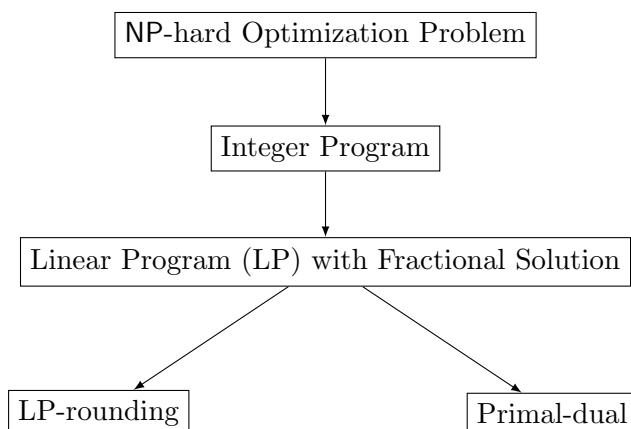 NP-hard Optimization Problem
Integer Program
Linear Program (LP) with Fractional Solution
LP-rounding
Primal-dual